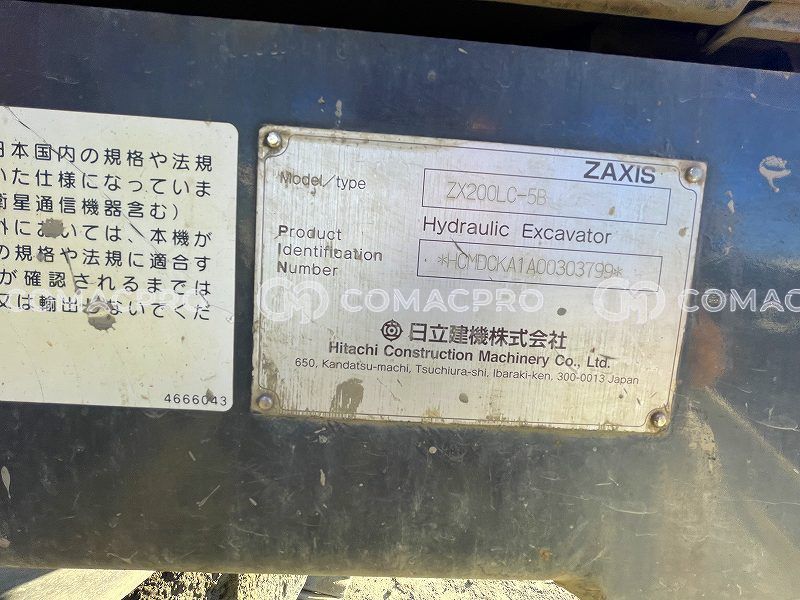 日本国内の規格や法規
いた仕様になっていま
衛星通信機器含む)
外においては、本機が
の規格や法規に適合す
が確認されるまでは
又は輸出しないでくだ
4666043
ZAXIS
Model/type
ZX200LC-5B
Hydraulic Excavator
Product
Identification
Number
*HCMDCKA1A00303799*
日立建機株式会社
Hitachi Construction Machinery Co., Ltd.
650, Kandatsu-machi, Tsuchiura-shi, Ibaraki-ken, 300-0013 Japan
COMACPRO
COMACPRO
COMAC